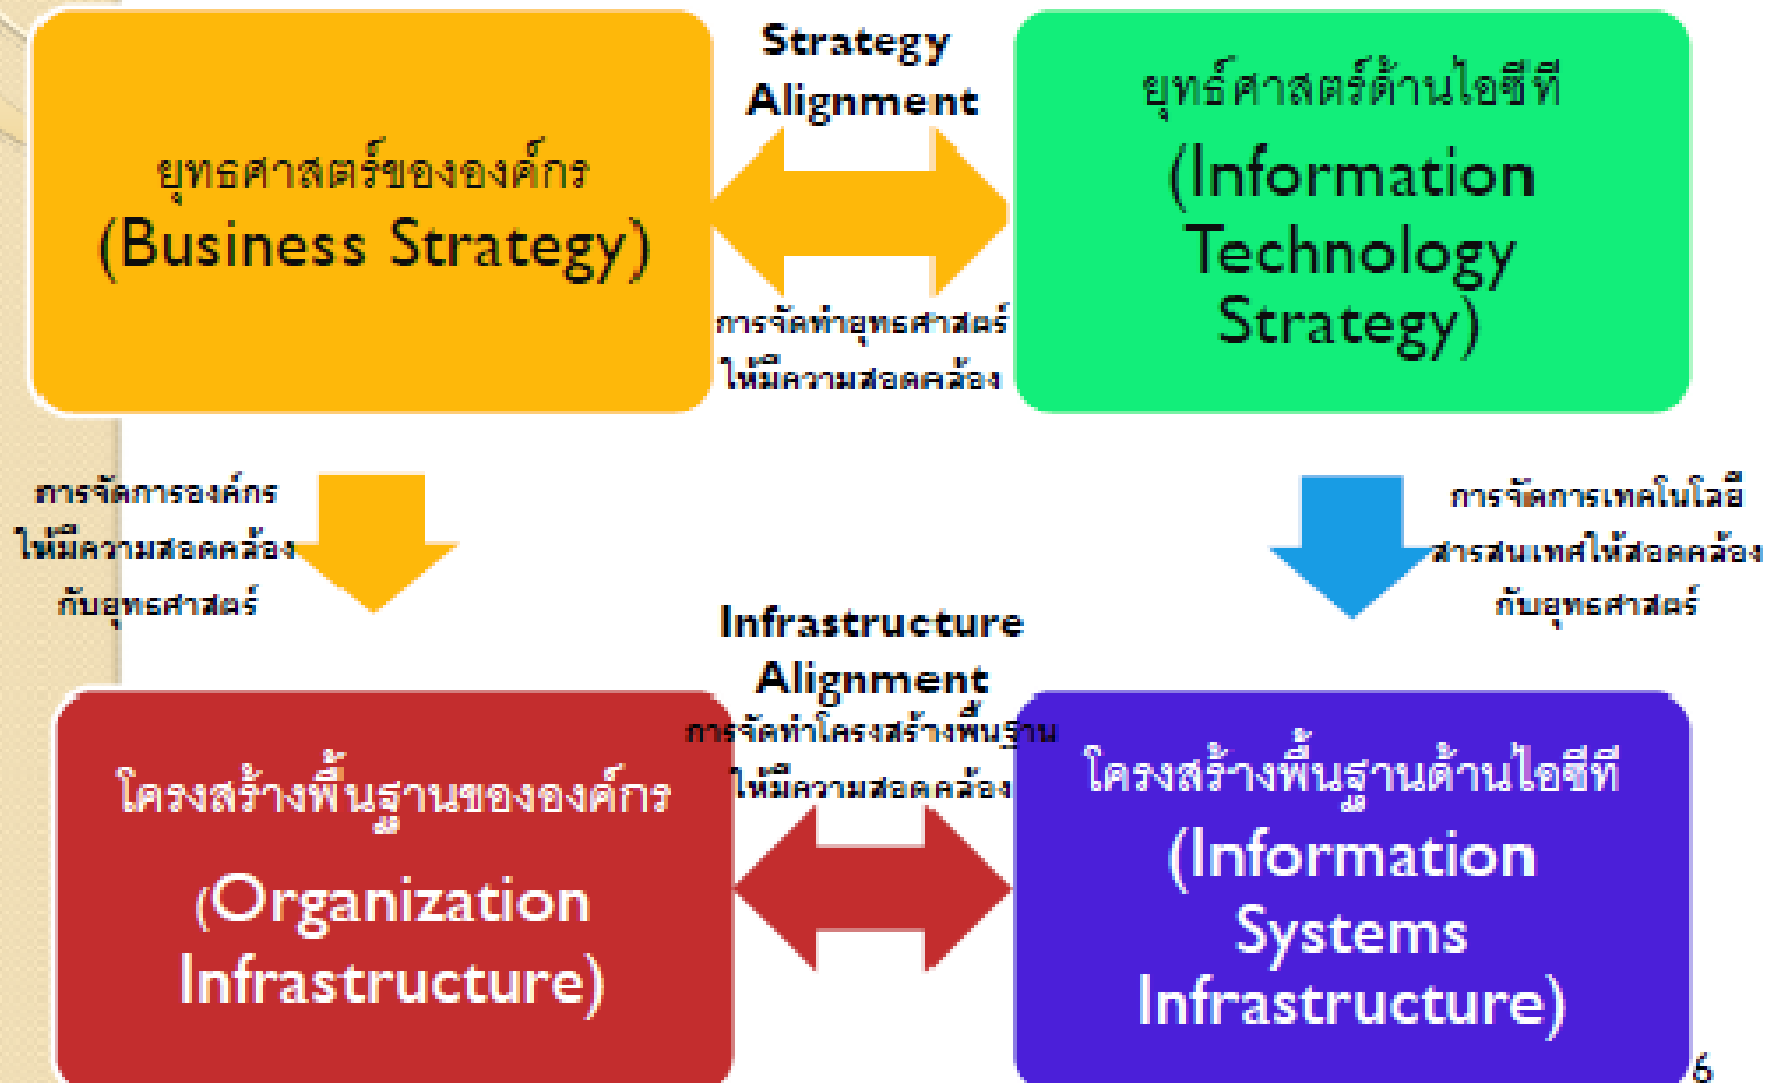 ยุทธศาสตร์ขององค์กร
(Business Strategy)
Strategy
Alignment
การจัดทำยุทธศาสตร์
ให้มีความสอดคล้อง
ยุทธ์ศาสตร์ด้านไอซีที
(Information
Technology
Strategy)
การจัดการองค์กร
ให้มีความสอดคล้อง
กับยุทธศาสตร์
การจัดการเทคโนโลยี
สารสนเทศให้สอดคล้อง
กับยุทธศาสตร์
Infrastructure
Alignment
การจัดทำโครงสร้างพื้นฐาน
ให้มีความสอดคล้อง
โครงสร้างพื้นฐานขององค์กร
(Organization
Infrastructure)
โครงสร้างพื้นฐานด้านไอซีที
(Information
Systems
Infrastructure)
6